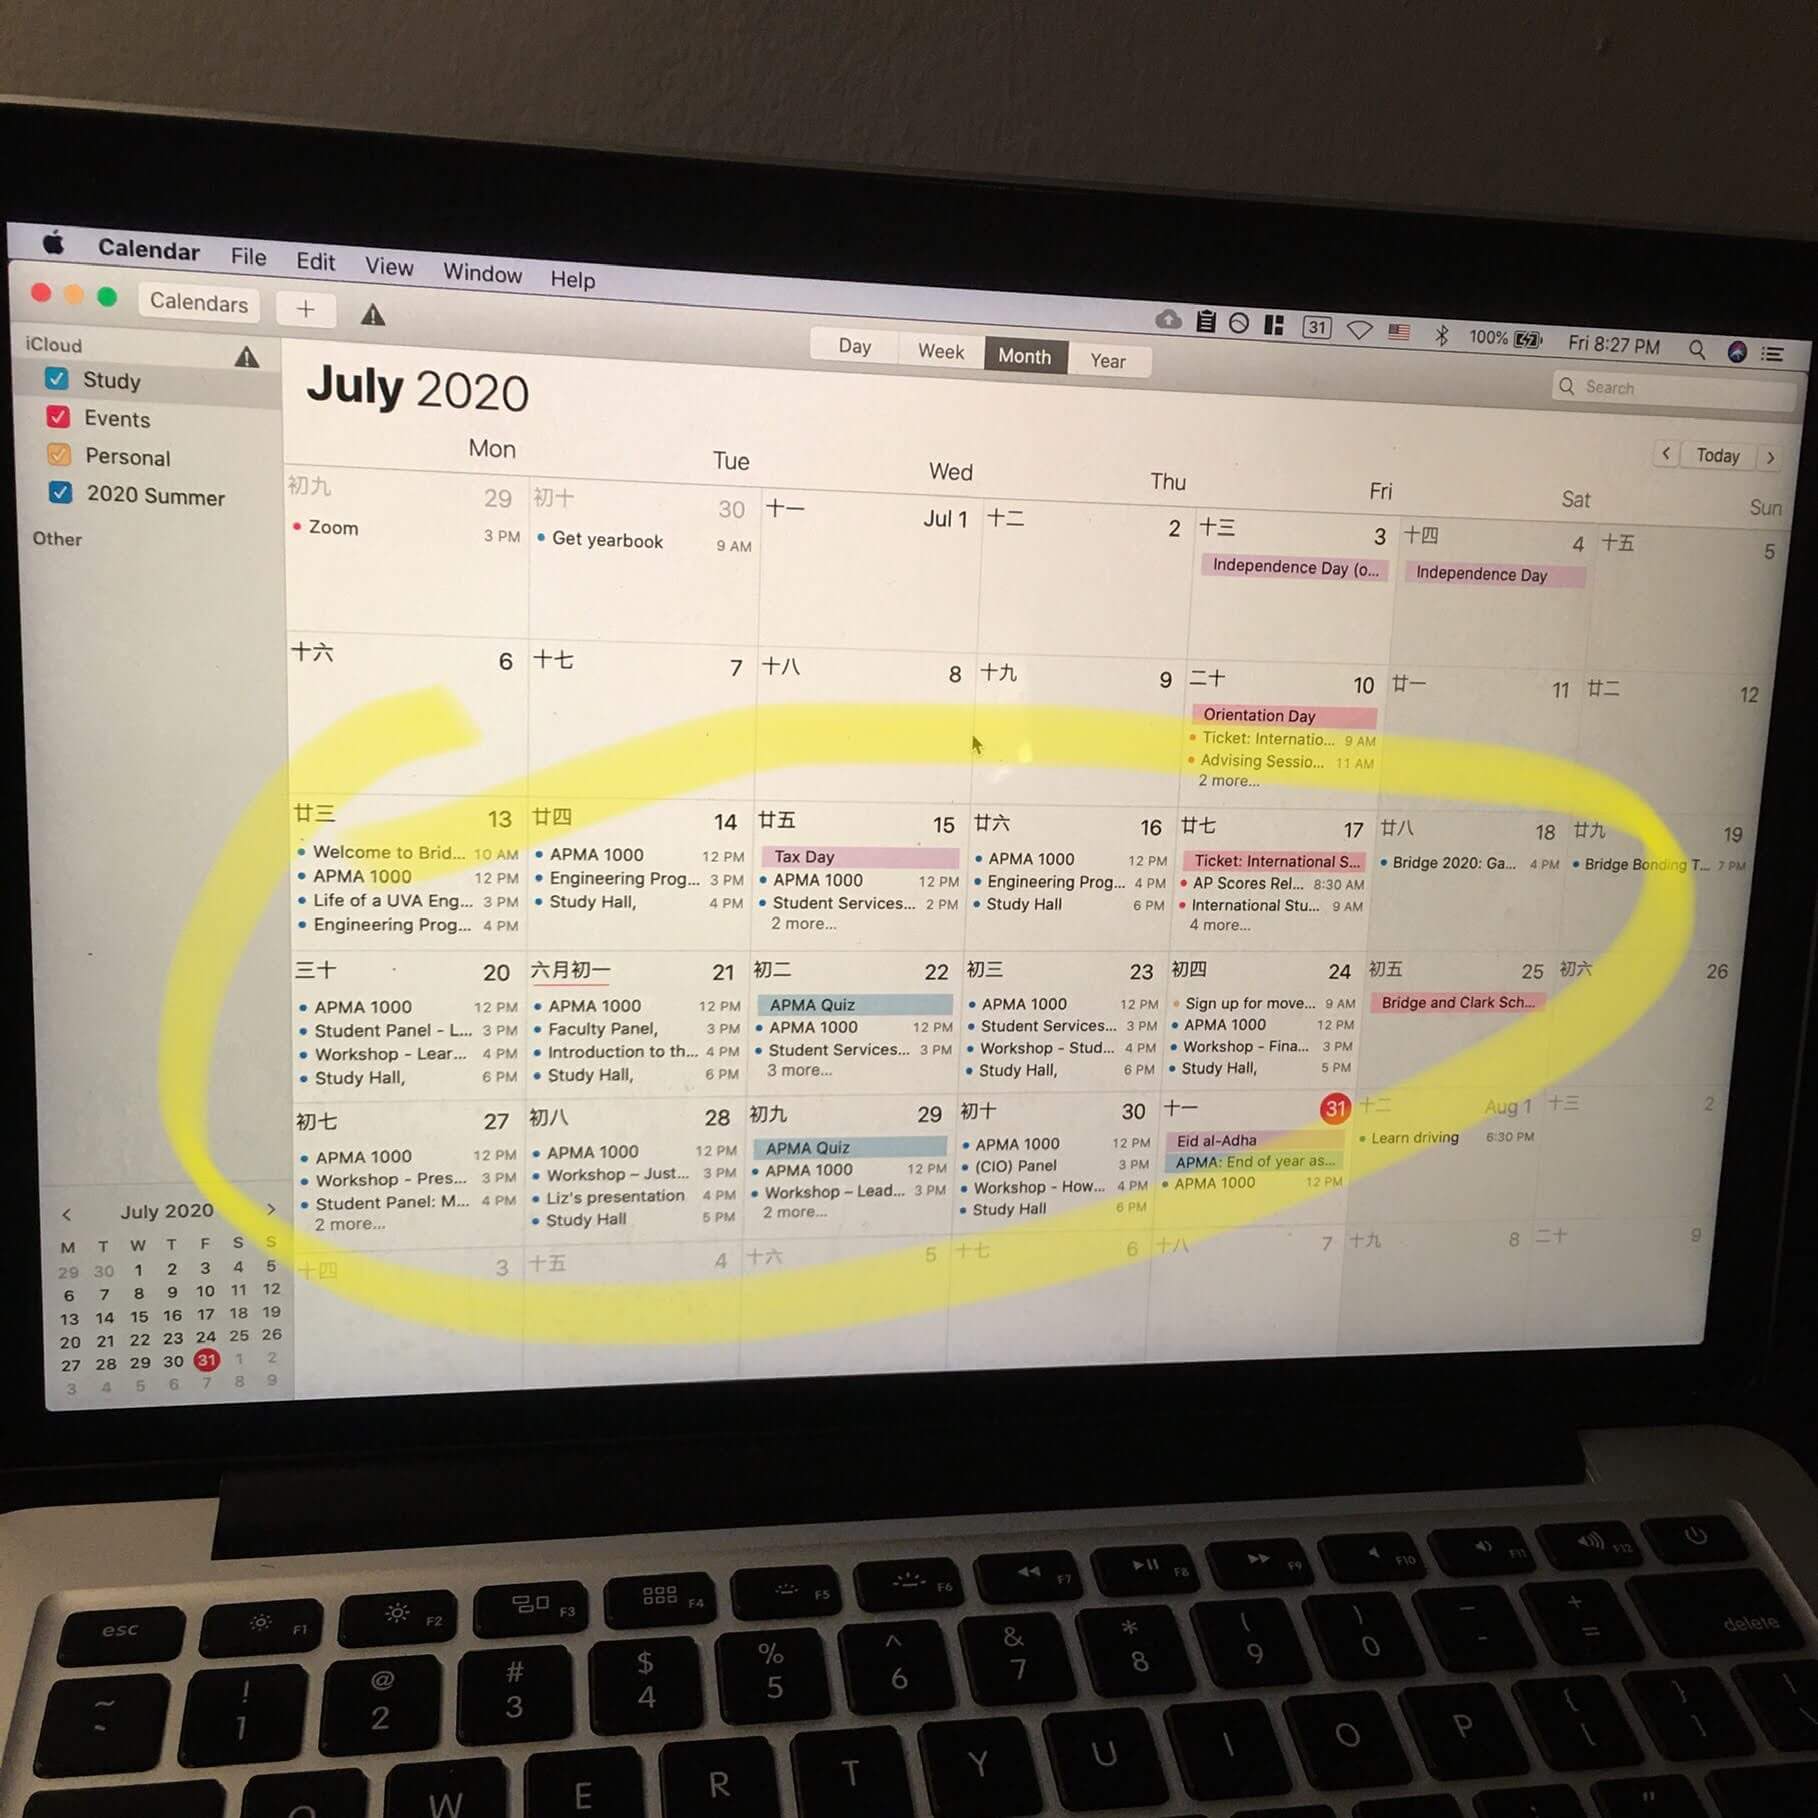 Calendar File Edit View Window Help
31 100% Fri 8:27 PM
Calendars +
Day Week Month Year
Search
iCloud
Study
Events
Personal
2020 Summer
Other
July 2020
< Today >
Mon Tue Wed Thu Fri Sat Sun
初九 29 初十 30 十一 Jul 1 十二 2 十三 3 十四 4 十五 5
Zoom 3 PM
Get yearbook 9 AM
Independence Day (o...
Independence Day
十六 6 十七 7 十八 8 十九 9 二十 10 廿一 11 廿二 12
Orientation Day
Ticket: Internatio... 9 AM
Advising Sessio... 11 AM
2 more...
廿三 13
Welcome to Brid... 10 AM
APMA 1000 12 PM
Life of a UVA Eng... 3 PM
Engineering Prog... 4 PM
廿四 14
APMA 1000 12 PM
Engineering Prog... 3 PM
Study Hall, 4 PM
廿五 15
Tax Day
APMA 1000 12 PM
Student Services... 2 PM
2 more...
廿六 16
APMA 1000 12 PM
Engineering Prog... 4 PM
Study Hall 6 PM
廿七 17
Ticket: International S...
AP Scores Rel... 8:30 AM
International Stu... 9 AM
4 more...
廿八 18
Bridge 2020: Ga... 4 PM
廿九 19
Bridge Bonding T... 7 PM
三十 20
APMA 1000 12 PM
Student Panel - L... 3 PM
Workshop - Lear... 4 PM
Study Hall, 6 PM
六月初一 21
APMA 1000 12 PM
Faculty Panel, 3 PM
Introduction to th... 4 PM
Study Hall, 6 PM
初二 22
APMA Quiz
APMA 1000 12 PM
Student Services... 3 PM
3 more...
初三 23
APMA 1000 12 PM
Student Services... 3 PM
Workshop - Stud... 4 PM
Study Hall, 6 PM
初四 24
Sign up for move... 9 AM
APMA 1000 12 PM
Workshop - Fina... 3 PM
Study Hall, 5 PM
初五 25
Bridge and Clark Sch...
初六 26
初七 27
APMA 1000 12 PM
Workshop - Pres... 3 PM
Student Panel: M... 4 PM
2 more...
初八 28
APMA 1000 12 PM
Workshop – Just... 3 PM
Liz's presentation 4 PM
Study Hall 5 PM
初九 29
APMA Quiz
APMA 1000 12 PM
Workshop – Lead... 3 PM
2 more...
初十 30
APMA 1000 12 PM
(CIO) Panel 3 PM
Workshop - How... 4 PM
Study Hall 6 PM
十一 31
Eid al-Adha
APMA: End of year as...
APMA 1000 12 PM
十二 Aug 1
Learn driving 6:30 PM
十三 2
十四 3 十五 4 十六 5 十七 6 十八 7 十九 8 二十 9
< July 2020 >
M T W T F S S
29 30 1 2 3 4 5
6 7 8 9 10 11 12
13 14 15 16 17 18 19
20 21 22 23 24 25 26
27 28 29 30 31 1 2
3 4 5 6 7 8 9
esc F1 F2 F3 F4 F5 F6 F7 F8 F9 F10 F11 F12
~ ! 1 @ 2 # 3 $ 4 % 5 ^ 6 & 7 * 8 ( 9 ) 0 – - + = delete
Q W E R T Y U I O P { [ } ]